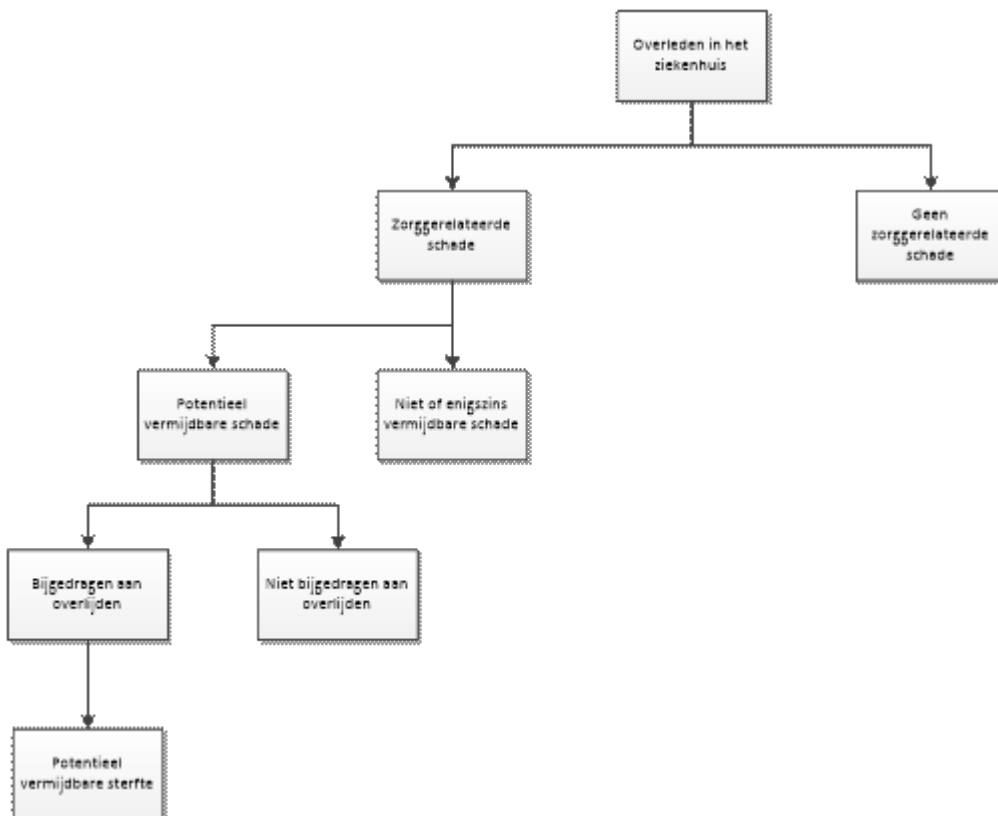 Overleden in het
ziekenhuis
Zorggerelateerde
schade
Geen
zorggerelateerde
schade
Potentieel
vermijdbare schade
Niet of enigszins
vermijdbare schade
Bijgedragen aan
overlijden
Niet bijgedragen aan
overlijden
Potentieel
vermijdbare sterfte